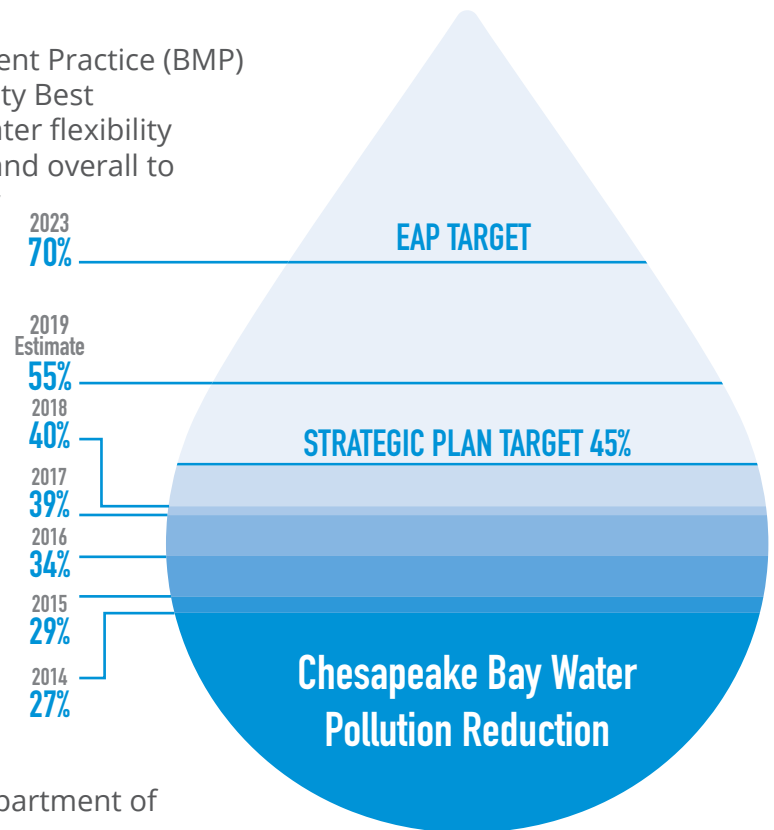 ent Practice (BMP)
ty Best
ter flexibility
and overall to
2023
70%
EAP TARGET
2019
Estimate
55%
2018
40%
STRATEGIC PLAN TARGET 45%
2017
39%
2016
34%
2015
29%
2014
27%
Chesapeake Bay Water
Pollution Reduction
partment of